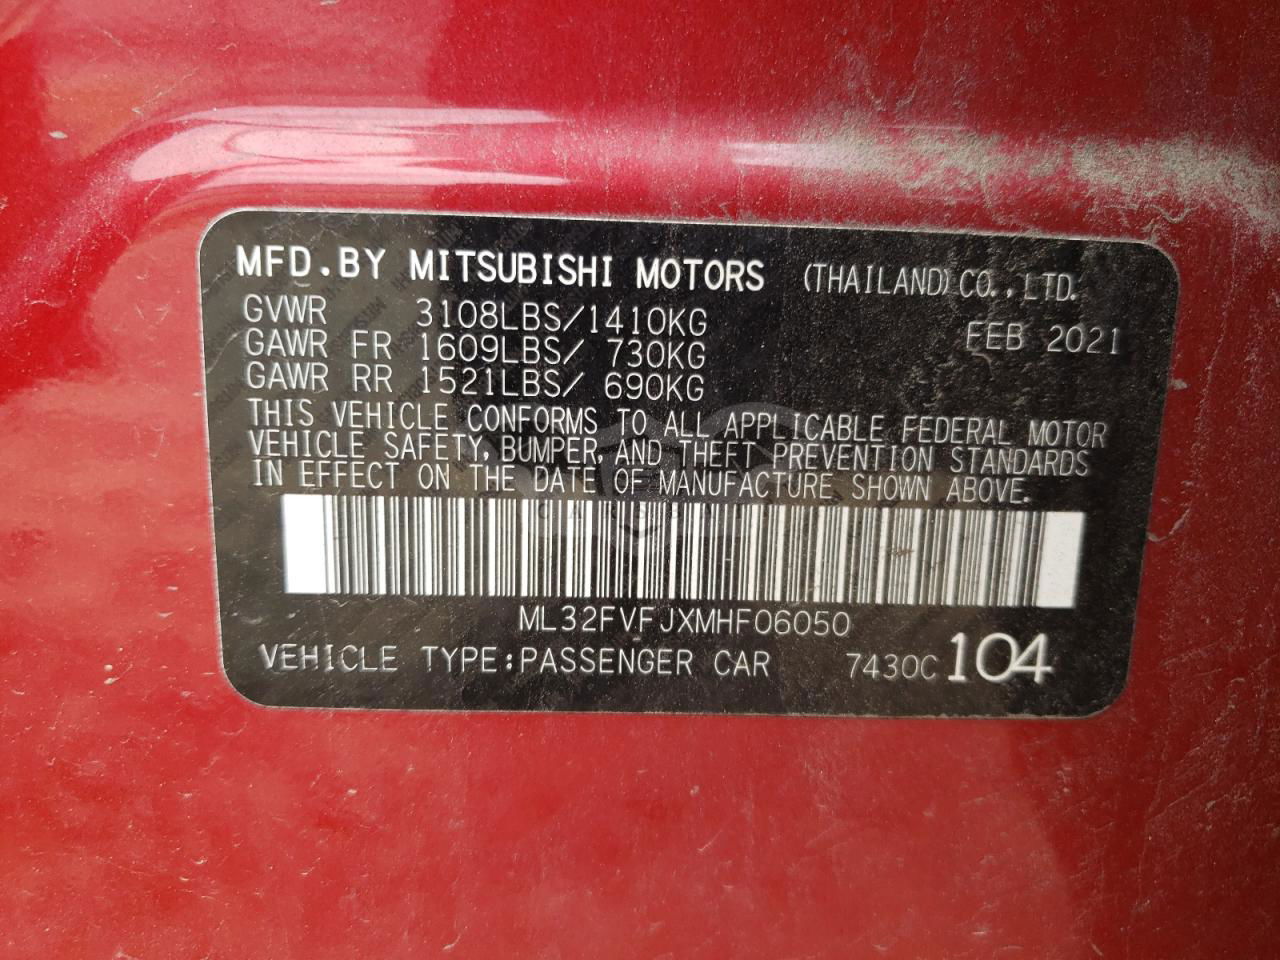 MFD.BY MITSUBISHI MOTORS (THAILAND) CO.,LTD.
GVWR 3108LBS/1410KG FEB 2021
GAWR FR 1609LBS/ 730KG
GAWR RR 1521LBS/ 690KG
THIS VEHICLE CONFORMS TO ALL APPLICABLE FEDERAL MOTOR
VEHICLE SAFETY, BUMPER, AND THEFT PREVENTION STANDARDS
IN EFFECT ON THE DATE OF MANUFACTURE SHOWN ABOVE.
ML32FVFJXMHF06050
VEHICLE TYPE:PASSENGER CAR 7430C 104